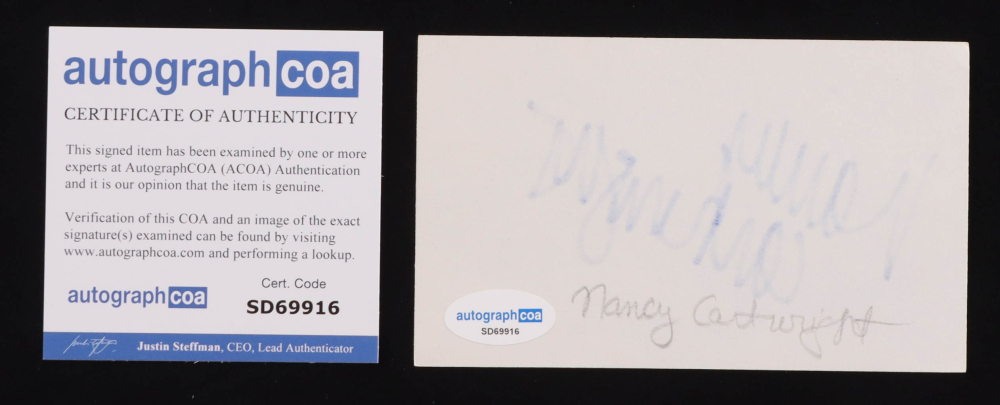 autographcoa
CERTIFICATE OF AUTHENTICITY
This signed item has been examined by one or more
experts at AutographCOA (ACOA) Authentication
and it is our opinion that the item is genuine.
Verification of this COA and an image of the exact
signature(s) examined can be found by visiting
www.autographcoa.com and performing a lookup.
autographcoa
Cert. Code
SD69916
Justin Steffman, CEO, Lead Authenticator
autographcoa
SD69916
Nancy Cartwright